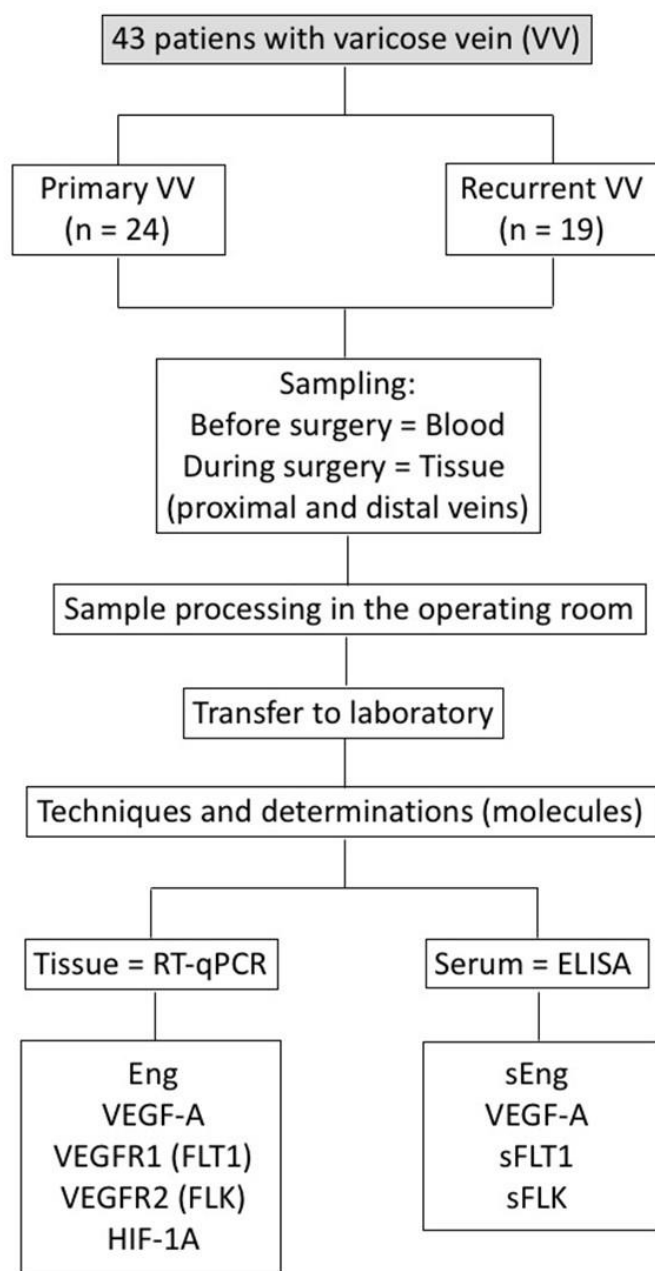 43 patiens with varicose vein (VV)
Primary VV
(n = 24)
Recurrent VV
(n = 19)
Sampling:
Before surgery = Blood
During surgery = Tissue
(proximal and distal veins)
Sample processing in the operating room
Transfer to laboratory
Techniques and determinations (molecules)
Tissue = RT-qPCR
Serum = ELISA
Eng
VEGF-A
VEGFR1 (FLT1)
VEGFR2 (FLK)
HIF-1A
sEng
VEGF-A
sFLT1
sFLK